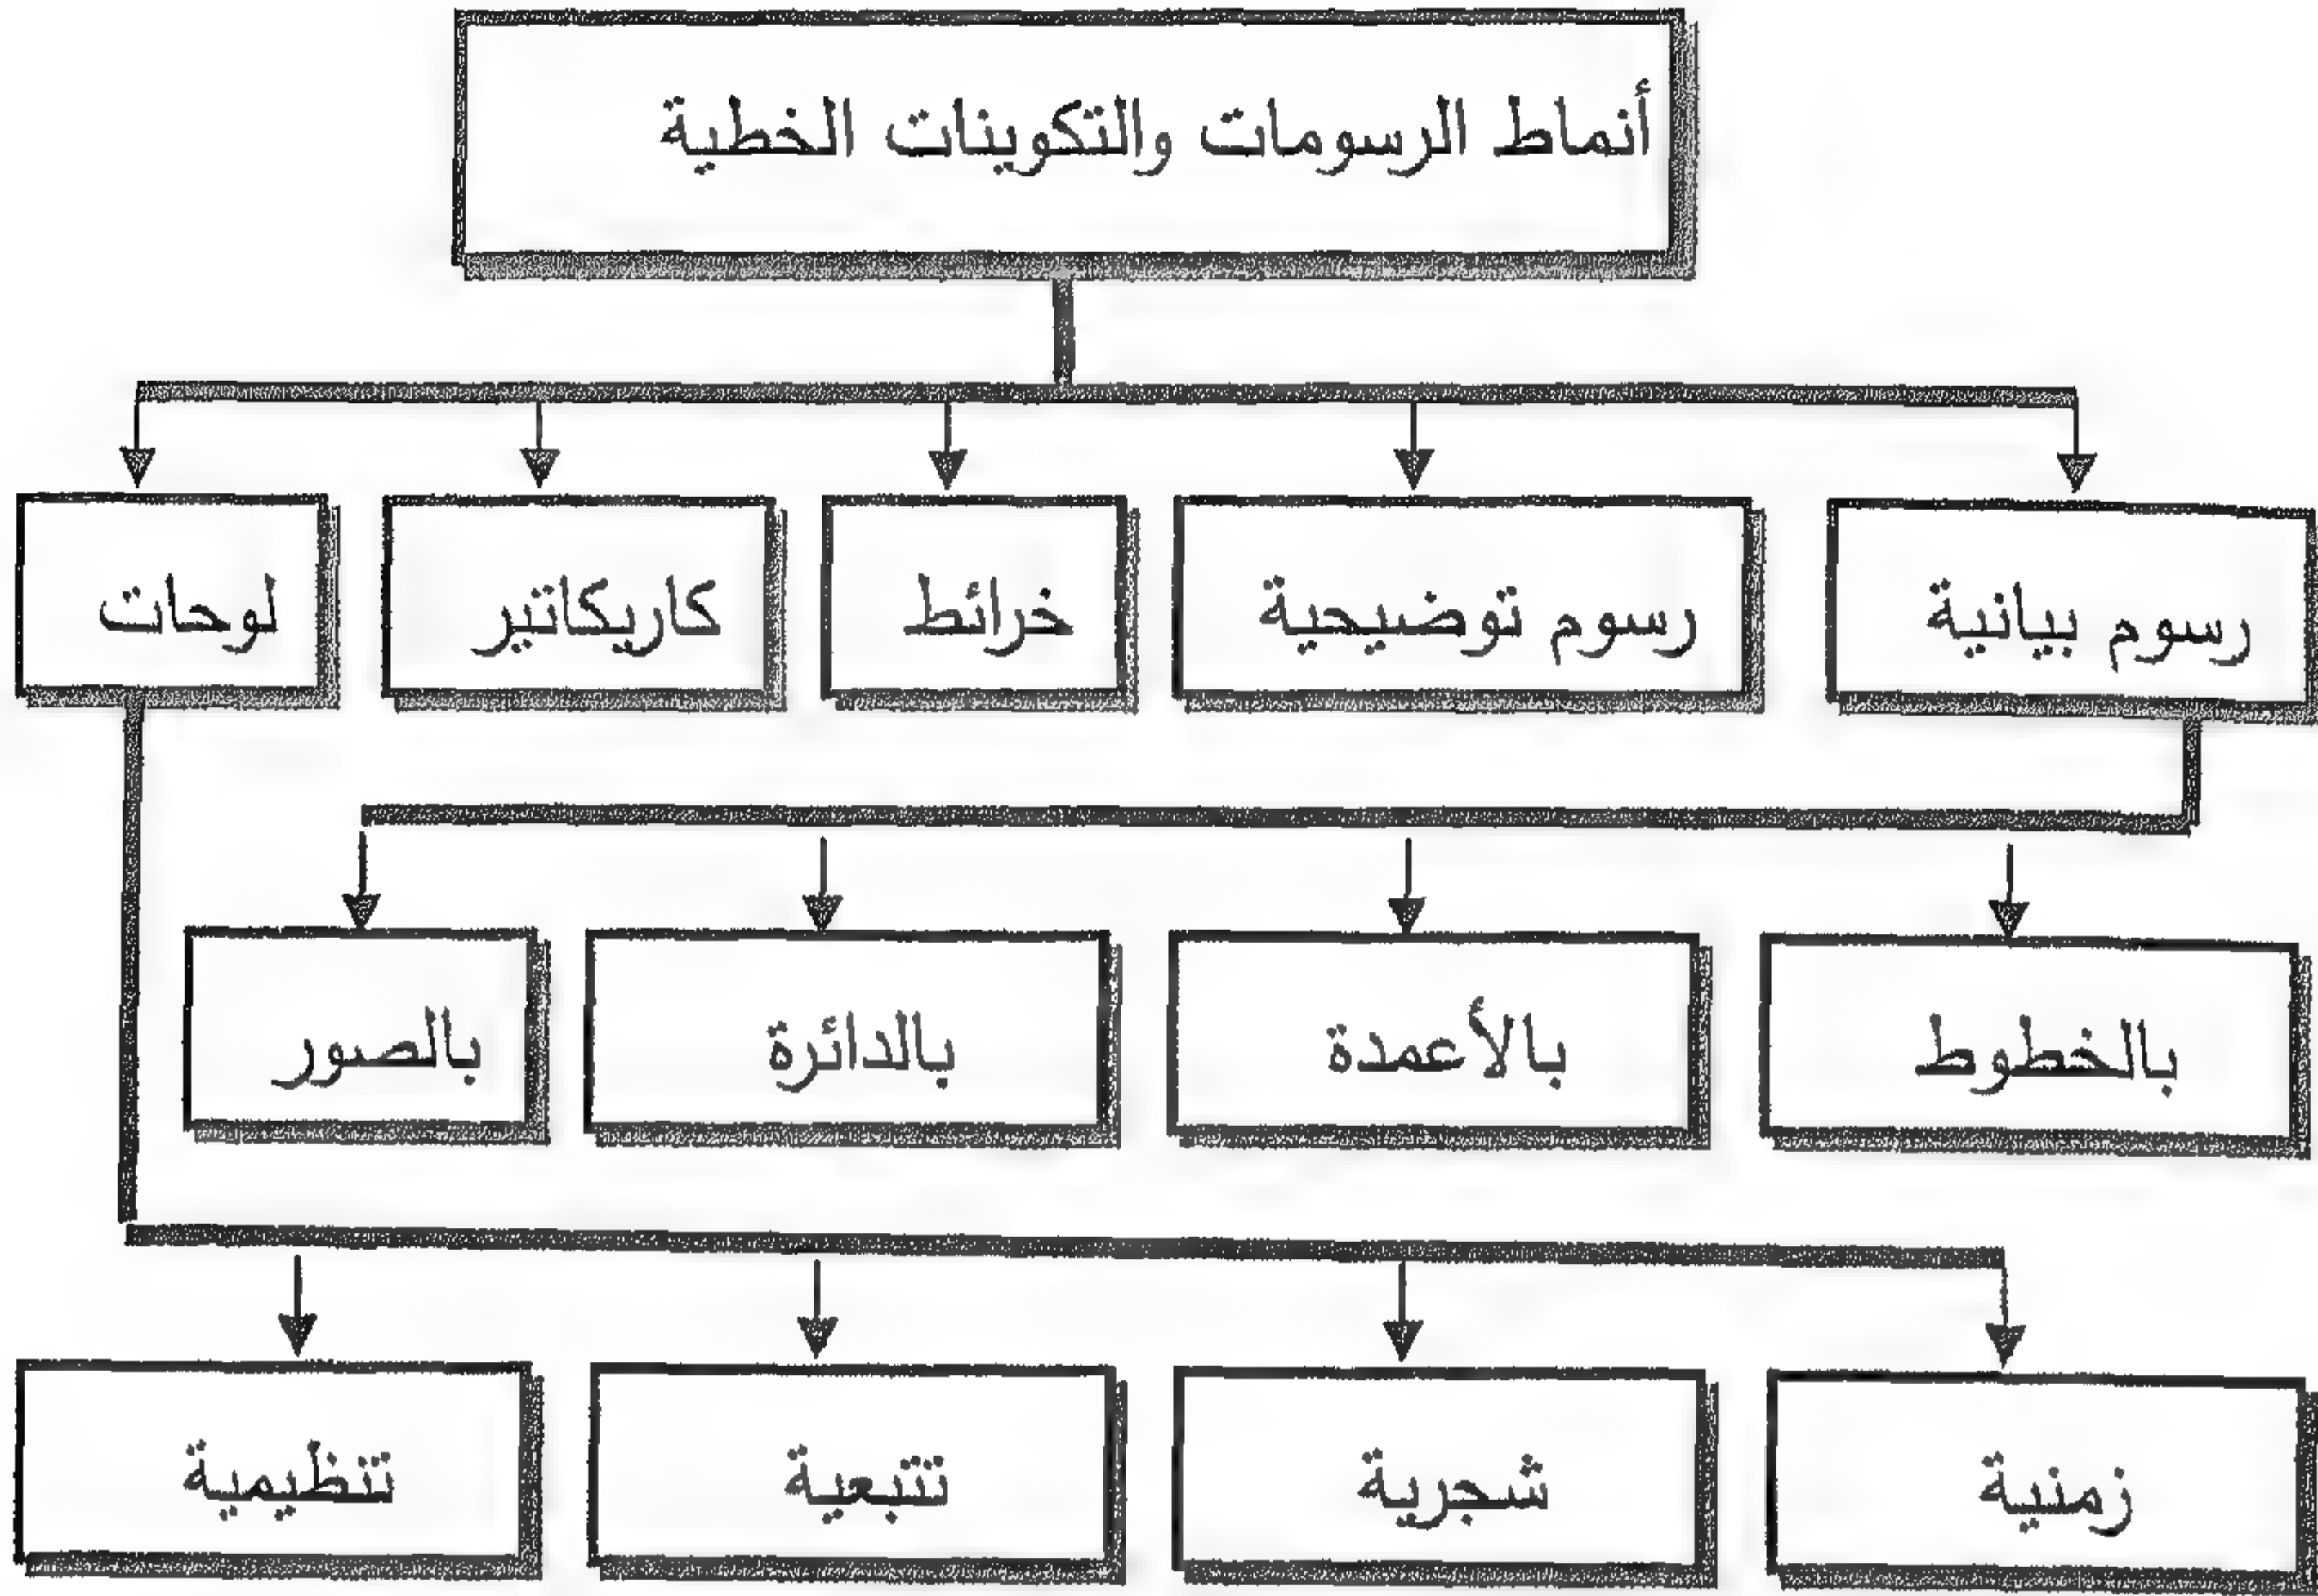 أنماط الرسومات والتكوينات الخطية
رسوم بيانية
رسوم توضيحية
خرائط
كاريكاتير
لوحات
بالخطوط
بالأعمدة
بالدائرة
بالصور
زمنية
شجرية
تتبعية
تنظيمية